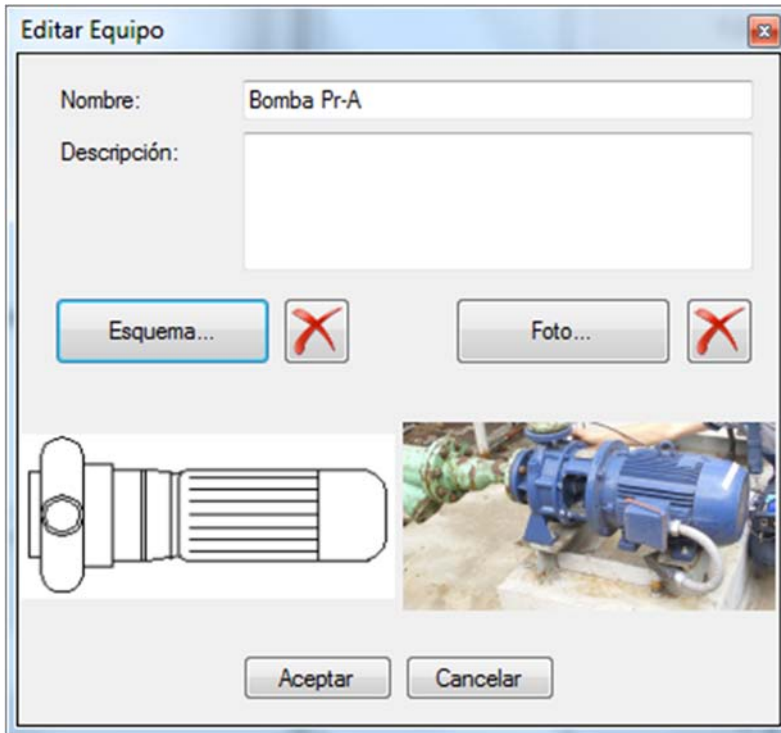 Editar Equipo
Nombre: Bomba Pr-A
Descripción:
Esquema... Foto...
Aceptar Cancelar